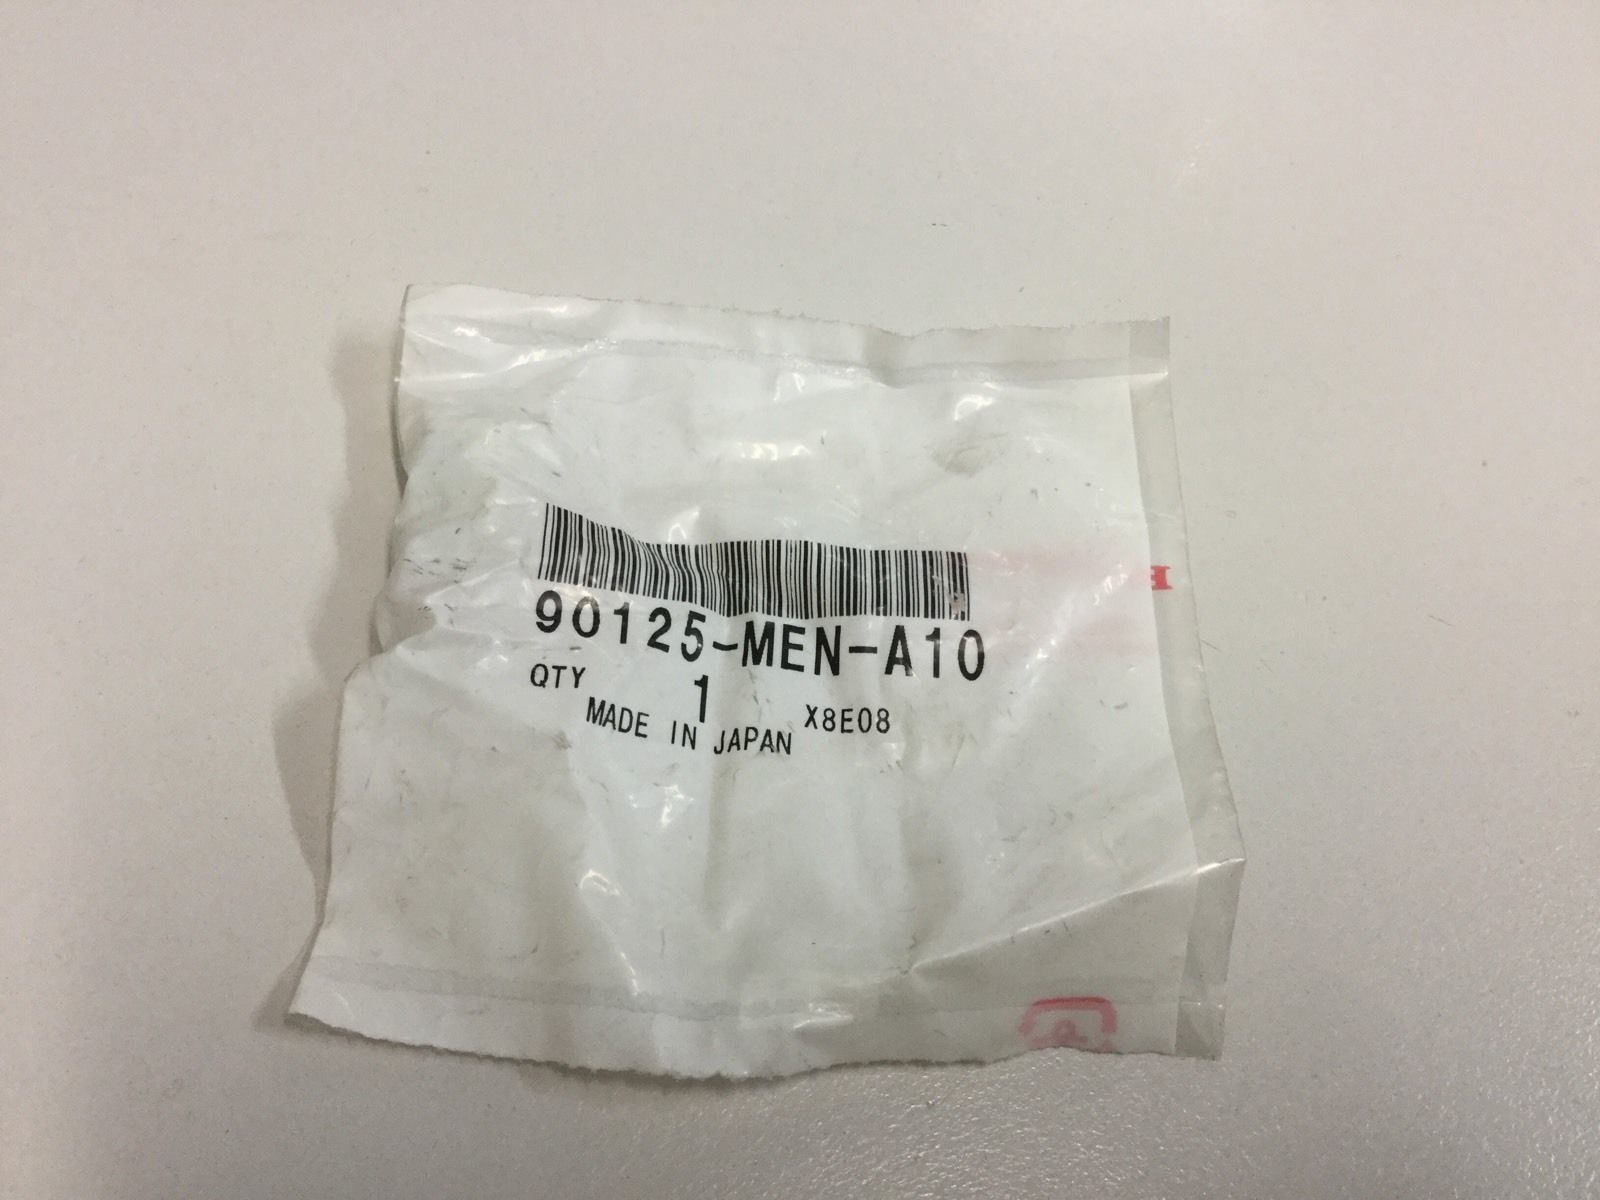 90125-MEN-A10
QTY 1 X8E08
MADE IN JAPAN